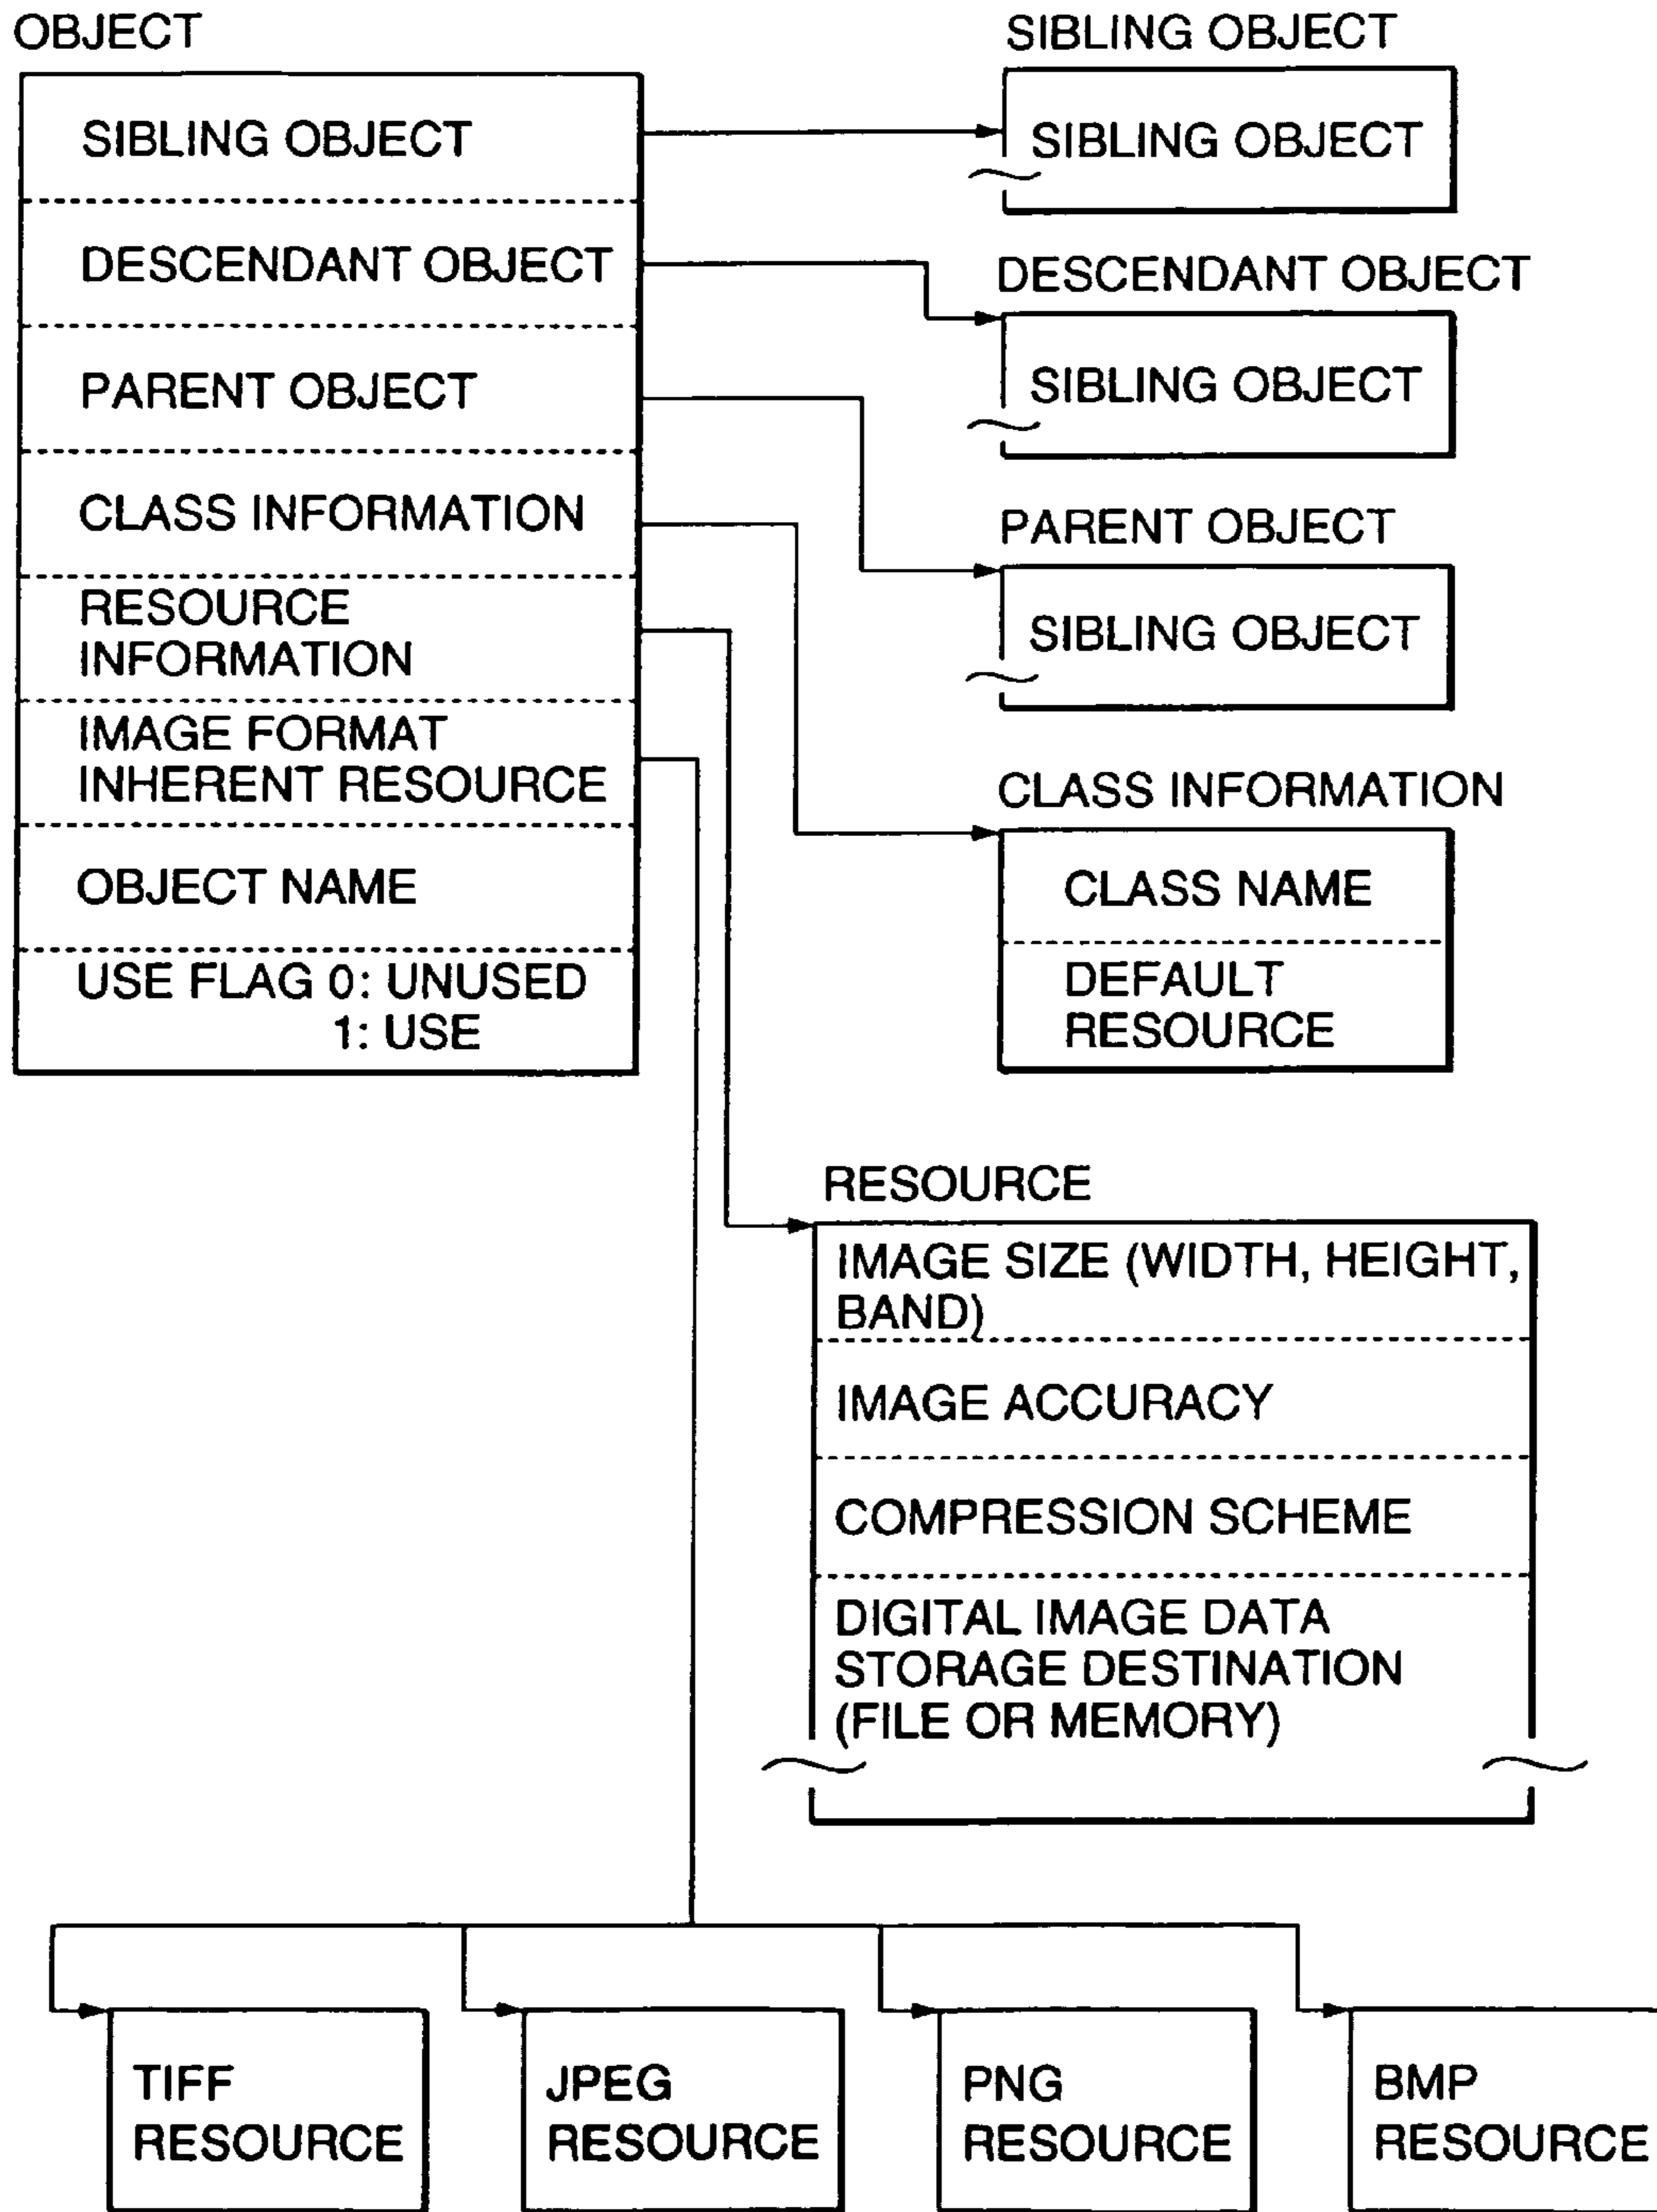 OBJECT
SIBLING OBJECT
DESCENDANT OBJECT
PARENT OBJECT
CLASS INFORMATION
RESOURCE
INFORMATION
IMAGE FORMAT
INHERENT RESOURCE
OBJECT NAME
USE FLAG 0: UNUSED
1: USE
SIBLING OBJECT
SIBLING OBJECT
DESCENDANT OBJECT
SIBLING OBJECT
PARENT OBJECT
SIBLING OBJECT
CLASS INFORMATION
CLASS NAME
DEFAULT
RESOURCE
RESOURCE
IMAGE SIZE (WIDTH, HEIGHT,
BAND)
IMAGE ACCURACY
COMPRESSION SCHEME
DIGITAL IMAGE DATA
STORAGE DESTINATION
(FILE OR MEMORY)
TIFF
RESOURCE
JPEG
RESOURCE
PNG
RESOURCE
BMP
RESOURCE